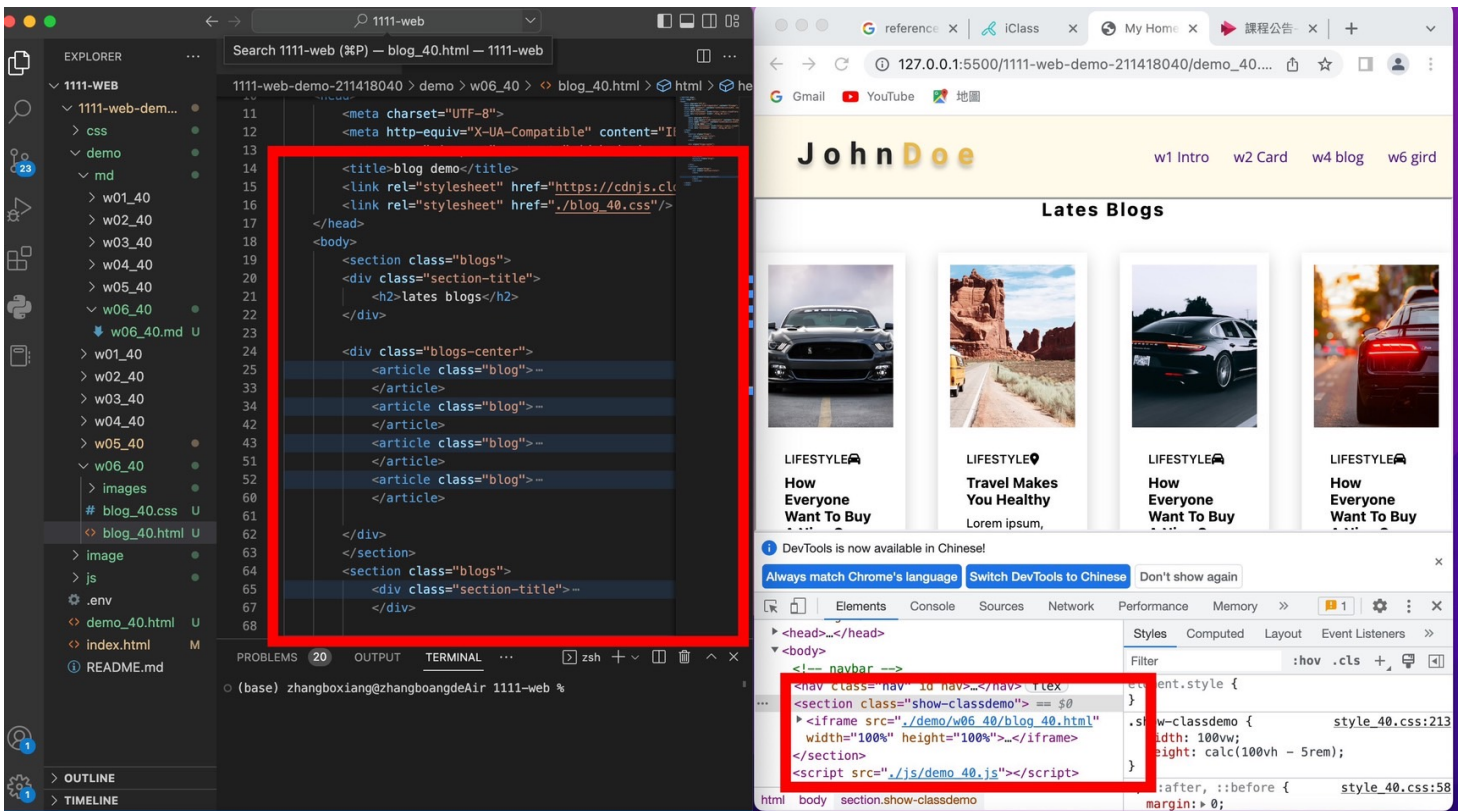 1111-web
Search 1111-web (⌘P) — blog_40.html — 1111-web
EXPLORER
1111-WEB
1111-web-dem...
css
demo
md
w01_40
w02_40
w03_40
w04_40
w05_40
w06_40
w06_40.md U
w01_40
w02_40
w03_40
w04_40
w05_40
w06_40
images
# blog_40.css U
<> blog_40.html U
image
js
.env
<> demo_40.html U
<> index.html M
README.md
OUTLINE
TIMELINE
23
1
1
1111-web-demo-211418040 > demo > w06_40 > <> blog_40.html > html > he
11 <meta charset="UTF-8">
12 <meta http-equiv="X-UA-Compatible" content="IE
13
14 <title>blog demo</title>
15 <link rel="stylesheet" href="https://cdnjs.clo
16 <link rel="stylesheet" href="./blog_40.css"/>
17 </head>
18 <body>
19 <section class="blogs">
20 <div class="section-title">
21 <h2>lates blogs</h2>
22 </div>
23
24 <div class="blogs-center">
25 <article class="blog">…
33 </article>
34 <article class="blog">…
42 </article>
43 <article class="blog">…
51 </article>
52 <article class="blog">…
60 </article>
61
62 </div>
63 </section>
64 <section class="blogs">
65 <div class="section-title">…
67 </div>
68
PROBLEMS 20 OUTPUT TERMINAL ... zsh
(base) zhangboxiang@zhangboangdeAir 1111-web %
reference iClass My Home 課程公告-
127.0.0.1:5500/1111-web-demo-211418040/demo_40....
Gmail YouTube 地圖
JohnDoe w1 Intro w2 Card w4 blog w6 gird
Lates Blogs
LIFESTYLE
How
Everyone
Want To Buy
LIFESTYLE
Travel Makes
You Healthy
Lorem ipsum,
LIFESTYLE
How
Everyone
Want To Buy
LIFESTYLE
How
Everyone
Want To Buy
DevTools is now available in Chinese!
Always match Chrome's language Switch DevTools to Chinese Don't show again
Elements Console Sources Network Performance Memory » 1
<head>…</head>
<body>
<!-- navbar -->
<nav class="nav" id nav>…</nav> flex
<section class="show-classdemo"> == $0
<iframe src="./demo/w06_40/blog_40.html"
width="100%" height="100%">…</iframe>
</section>
<script src="./js/demo_40.js"></script>
html body section.show-classdemo
Styles Computed Layout Event Listeners »
Filter :hov .cls +
element.style {
}
.show-classdemo { style_40.css:213
width: 100vw;
height: calc(100vh - 5rem);
}
::after, ::before { style_40.css:58
margin: 0;